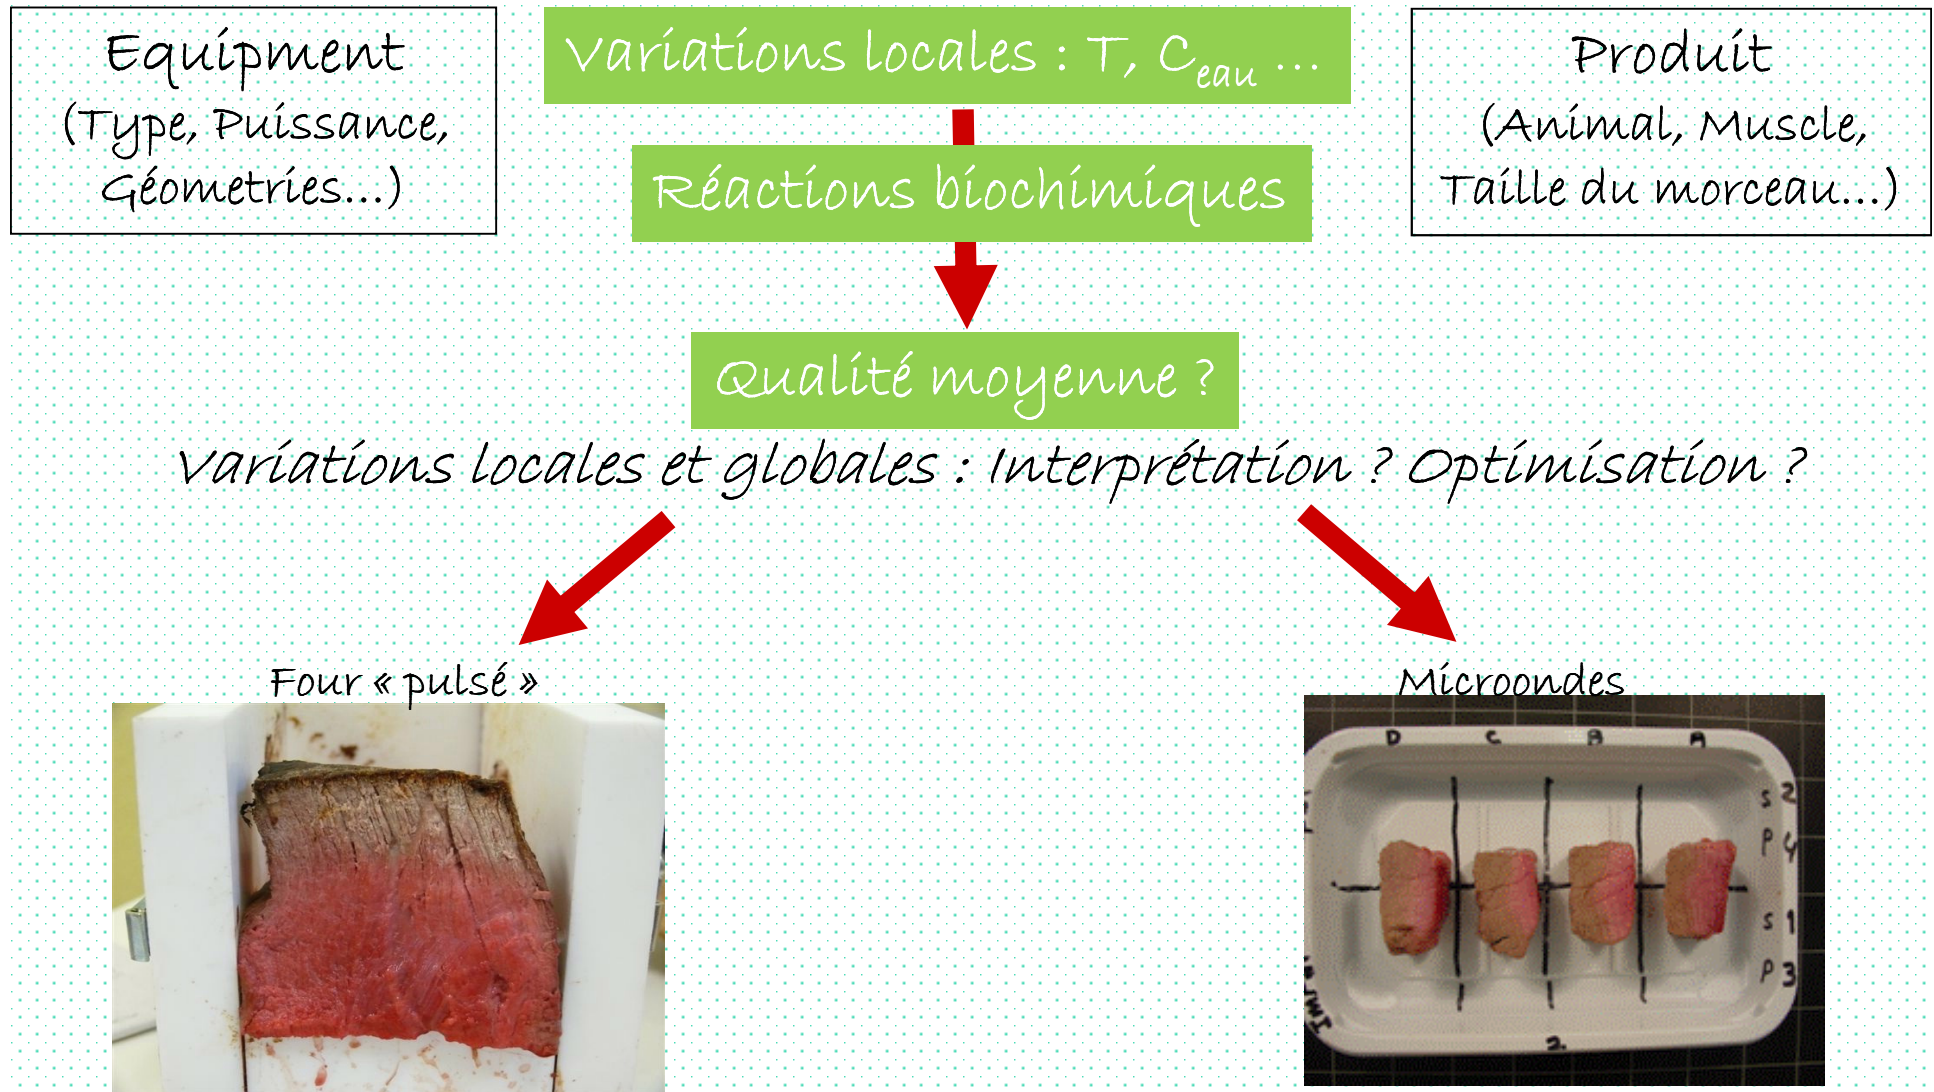 Equipment
(Type, Puissance,
Géometries...)
Variations locales : T, Ceau ...
Produit
(Animal, Muscle,
Taille du morceau...)
Réactions biochimiques
Qualité moyenne ?
Variations locales et globales : Interprétation ? Optimisation ?
Four « pulsé »
Microondes
D C B A
S 2
P 4
S 1
P 3
2.